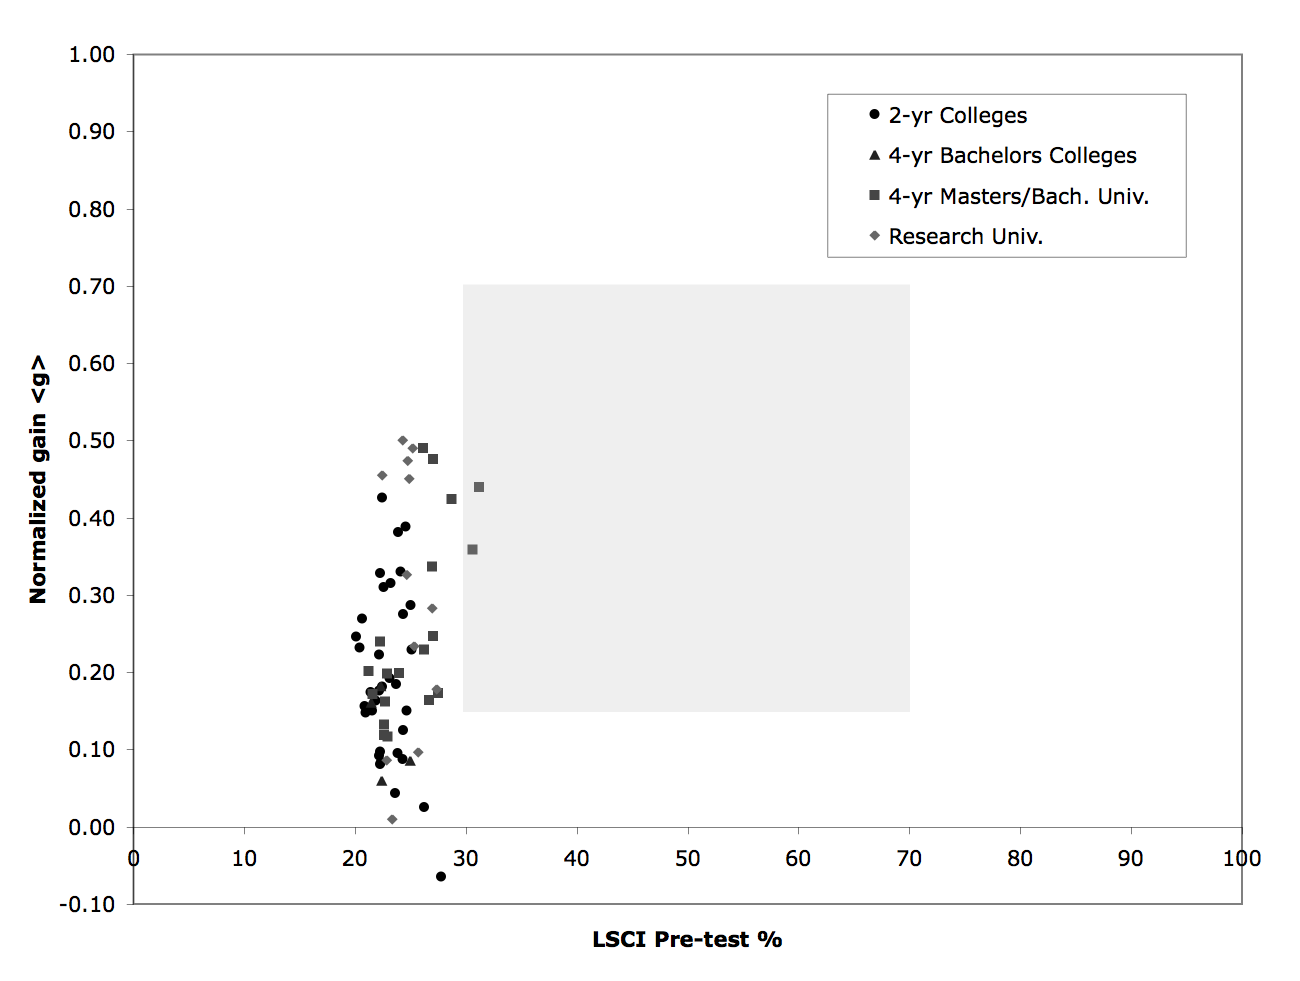 1.00
0.90
0.80
0.70
0.60
0.50
0.40
0.30
0.20
0.10
0.00
-0.10
Normalized gain <g>
2-yr Colleges
4-yr Bachelors Colleges
4-yr Masters/Bach. Univ.
Research Univ.
0 10 20 30 40 50 60 70 80 90 100
LSCI Pre-test %